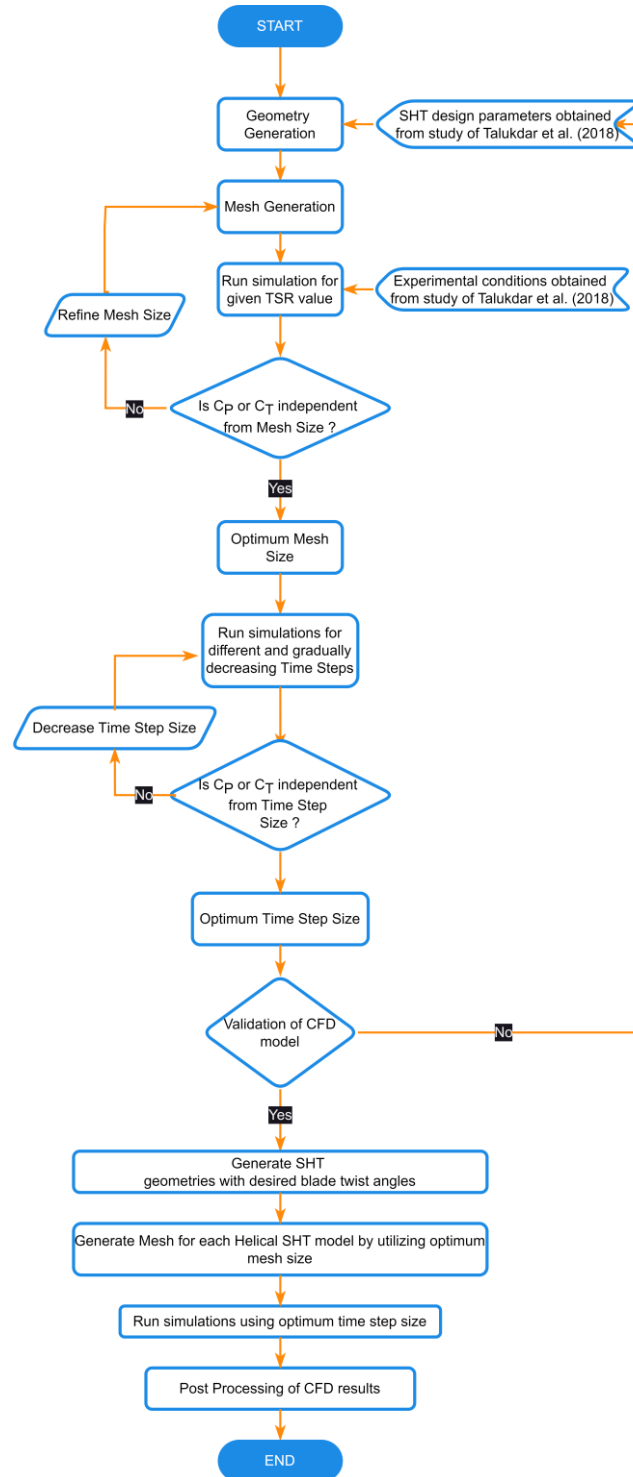 START
Geometry
Generation
SHT design parameters obtained
from study of Talukdar et al. (2018)
Mesh Generation
Run simulation for
given TSR value
Experimental conditions obtained
from study of Talukdar et al. (2018)
Refine Mesh Size
Is CP or CT independent
from Mesh Size ?
No
Yes
Optimum Mesh
Size
Run simulations for
different and gradually
decreasing Time Steps
Decrease Time Step Size
Is CP or CT independent
from Time Step
Size ?
No
Optimum Time Step Size
Validation of CFD
model
No
Yes
Generate SHT
geometries with desired blade twist angles
Generate Mesh for each Helical SHT model by utilizing optimum
mesh size
Run simulations using optimum time step size
Post Processing of CFD results
END